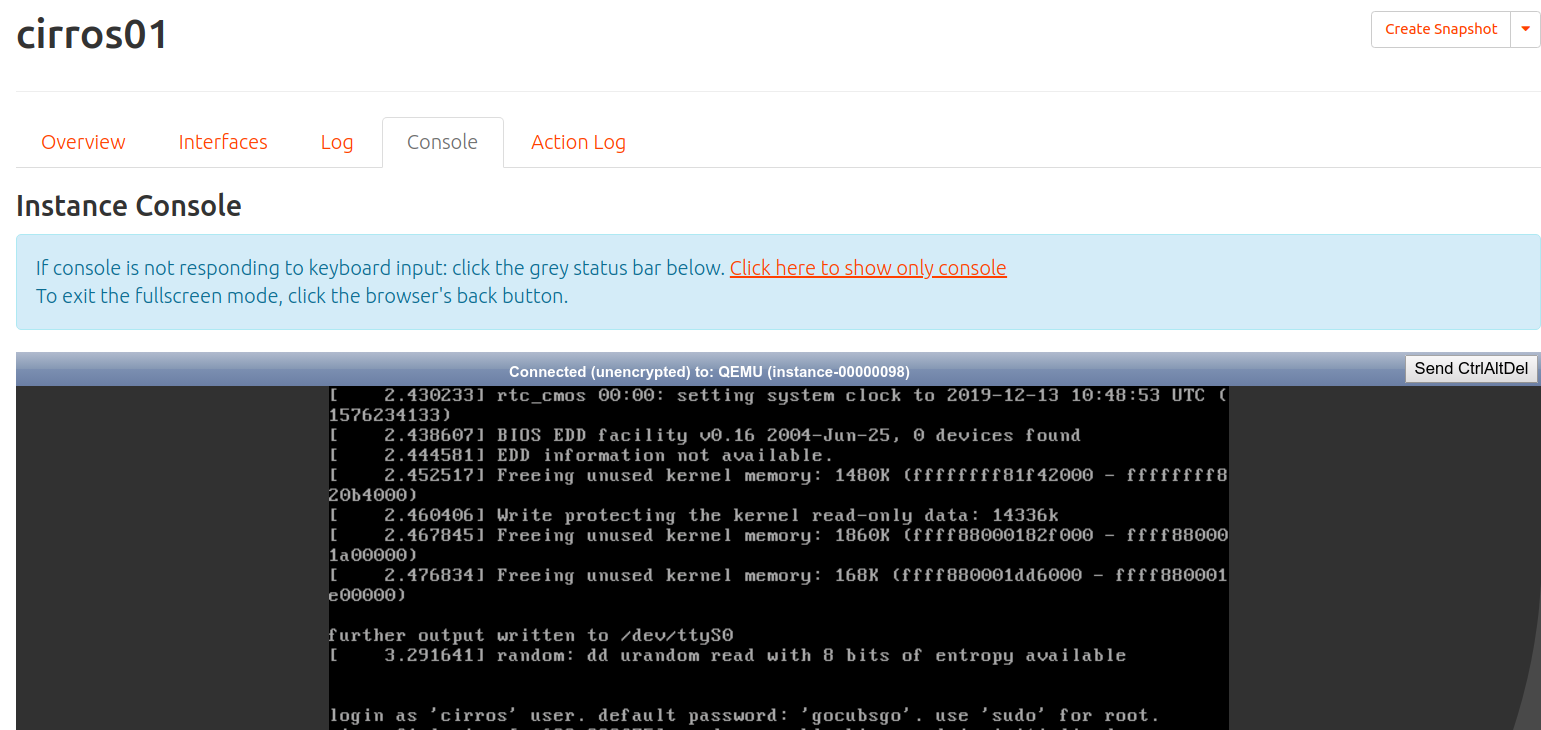 cirros01
Create Snapshot
Overview Interfaces Log Console Action Log
Instance Console
If console is not responding to keyboard input: click the grey status bar below. Click here to show only console
To exit the fullscreen mode, click the browser's back button.
Connected (unencrypted) to: QEMU (instance-00000098)
Send CtrlAltDel
[    2.430233] rtc_cmos 00:00: setting system clock to 2019-12-13 10:48:53 UTC (
1576234133)
[    2.438607] BIOS EDD facility v0.16 2004-Jun-25, 0 devices found
[    2.444581] EDD information not available.
[    2.452517] Freeing unused kernel memory: 1480K (ffffffff81f42000 - ffffffff8
20b4000)
[    2.460406] Write protecting the kernel read-only data: 14336k
[    2.467845] Freeing unused kernel memory: 1860K (ffff88000182f000 - ffff88000
1a00000)
[    2.476834] Freeing unused kernel memory: 168K (ffff880001dd6000 - ffff880001
e00000)
further output written to /dev/ttyS0
[    3.291641] random: dd urandom read with 8 bits of entropy available
login as 'cirros' user. default password: 'gocubsgo'. use 'sudo' for root.